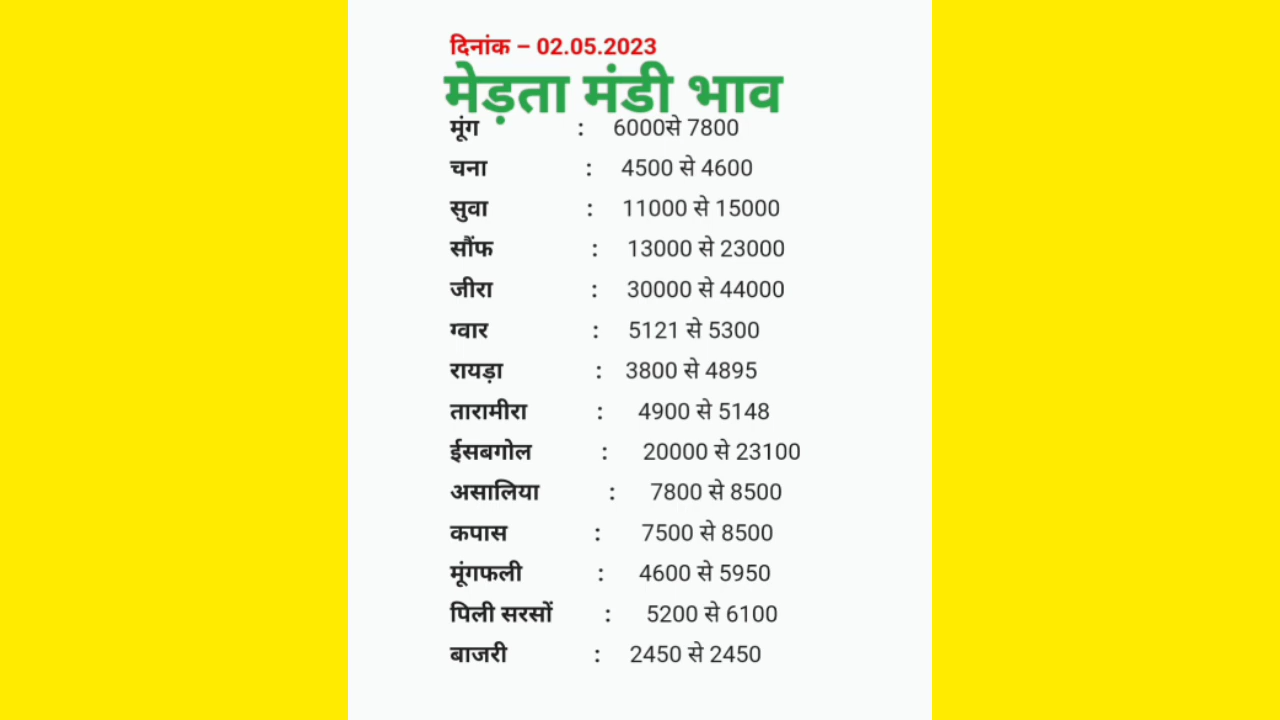 दिनांक – 02.05.2023
मेड़ता मंडी भाव
मूंग : 6000से 7800
चना : 4500 से 4600
सुवा : 11000 से 15000
सौंफ : 13000 से 23000
जीरा : 30000 से 44000
ग्वार : 5121 से 5300
रायड़ा : 3800 से 4895
तारामीरा : 4900 से 5148
ईसबगोल : 20000 से 23100
असालिया : 7800 से 8500
कपास : 7500 से 8500
मूंगफली : 4600 से 5950
पिली सरसों : 5200 से 6100
बाजरी : 2450 से 2450